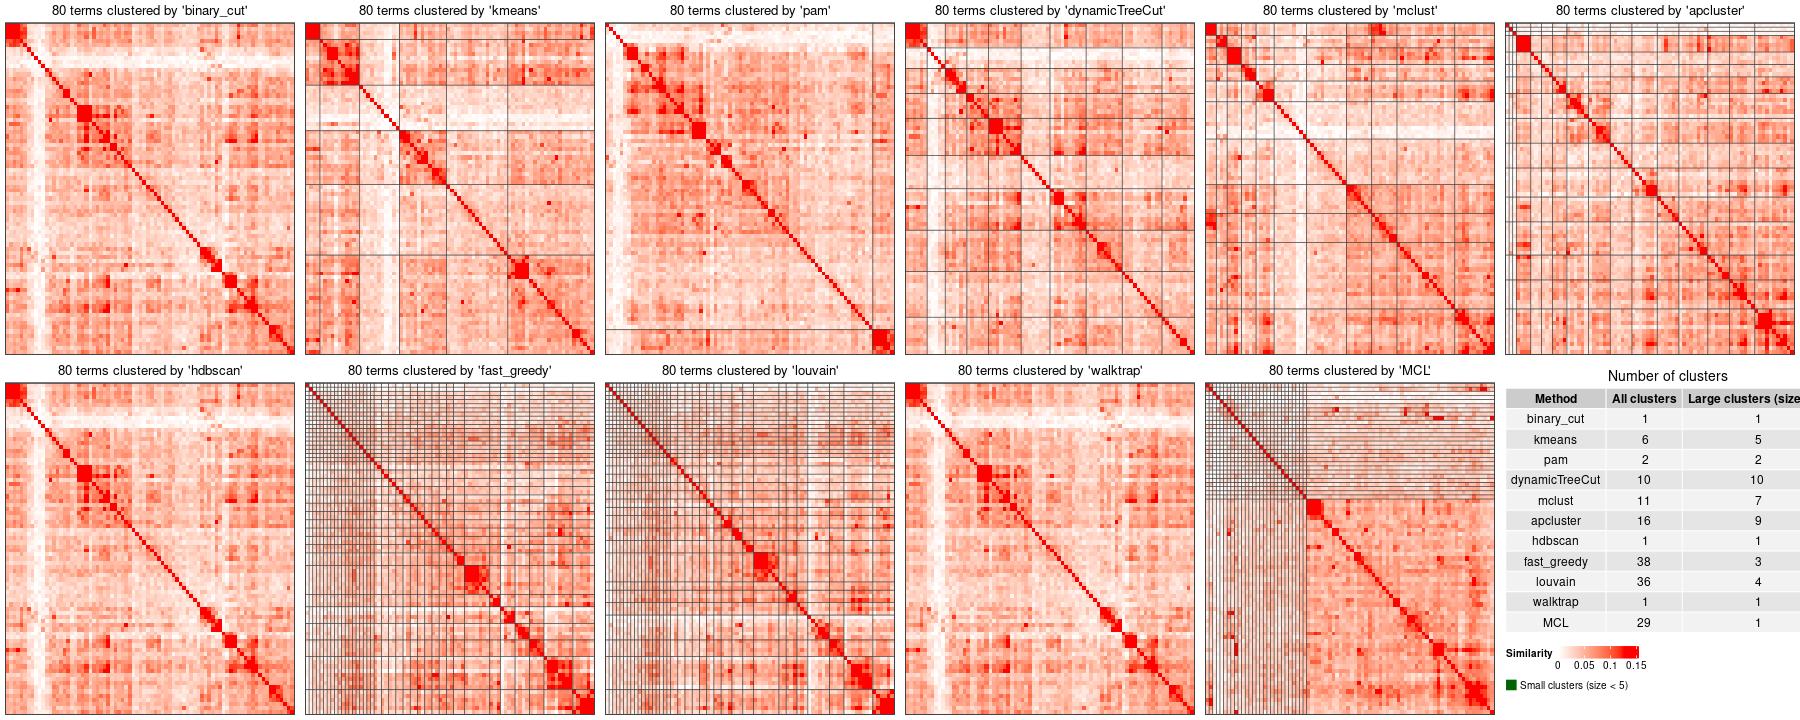 80 terms clustered by 'binary_cut'
80 terms clustered by 'kmeans'
80 terms clustered by 'pam'
80 terms clustered by 'dynamicTreeCut'
80 terms clustered by 'mclust'
80 terms clustered by 'apcluster'
80 terms clustered by 'hdbscan'
80 terms clustered by 'fast_greedy'
80 terms clustered by 'louvain'
80 terms clustered by 'walktrap'
80 terms clustered by 'MCL'
Number of clusters
Method All clusters Large clusters (size
binary_cut 1 1
kmeans 6 5
pam 2 2
dynamicTreeCut 10 10
mclust 11 7
apcluster 16 9
hdbscan 1 1
fast_greedy 38 3
louvain 36 4
walktrap 1 1
MCL 29 1
Similarity
0 0.05 0.1 0.15
Small clusters (size < 5)